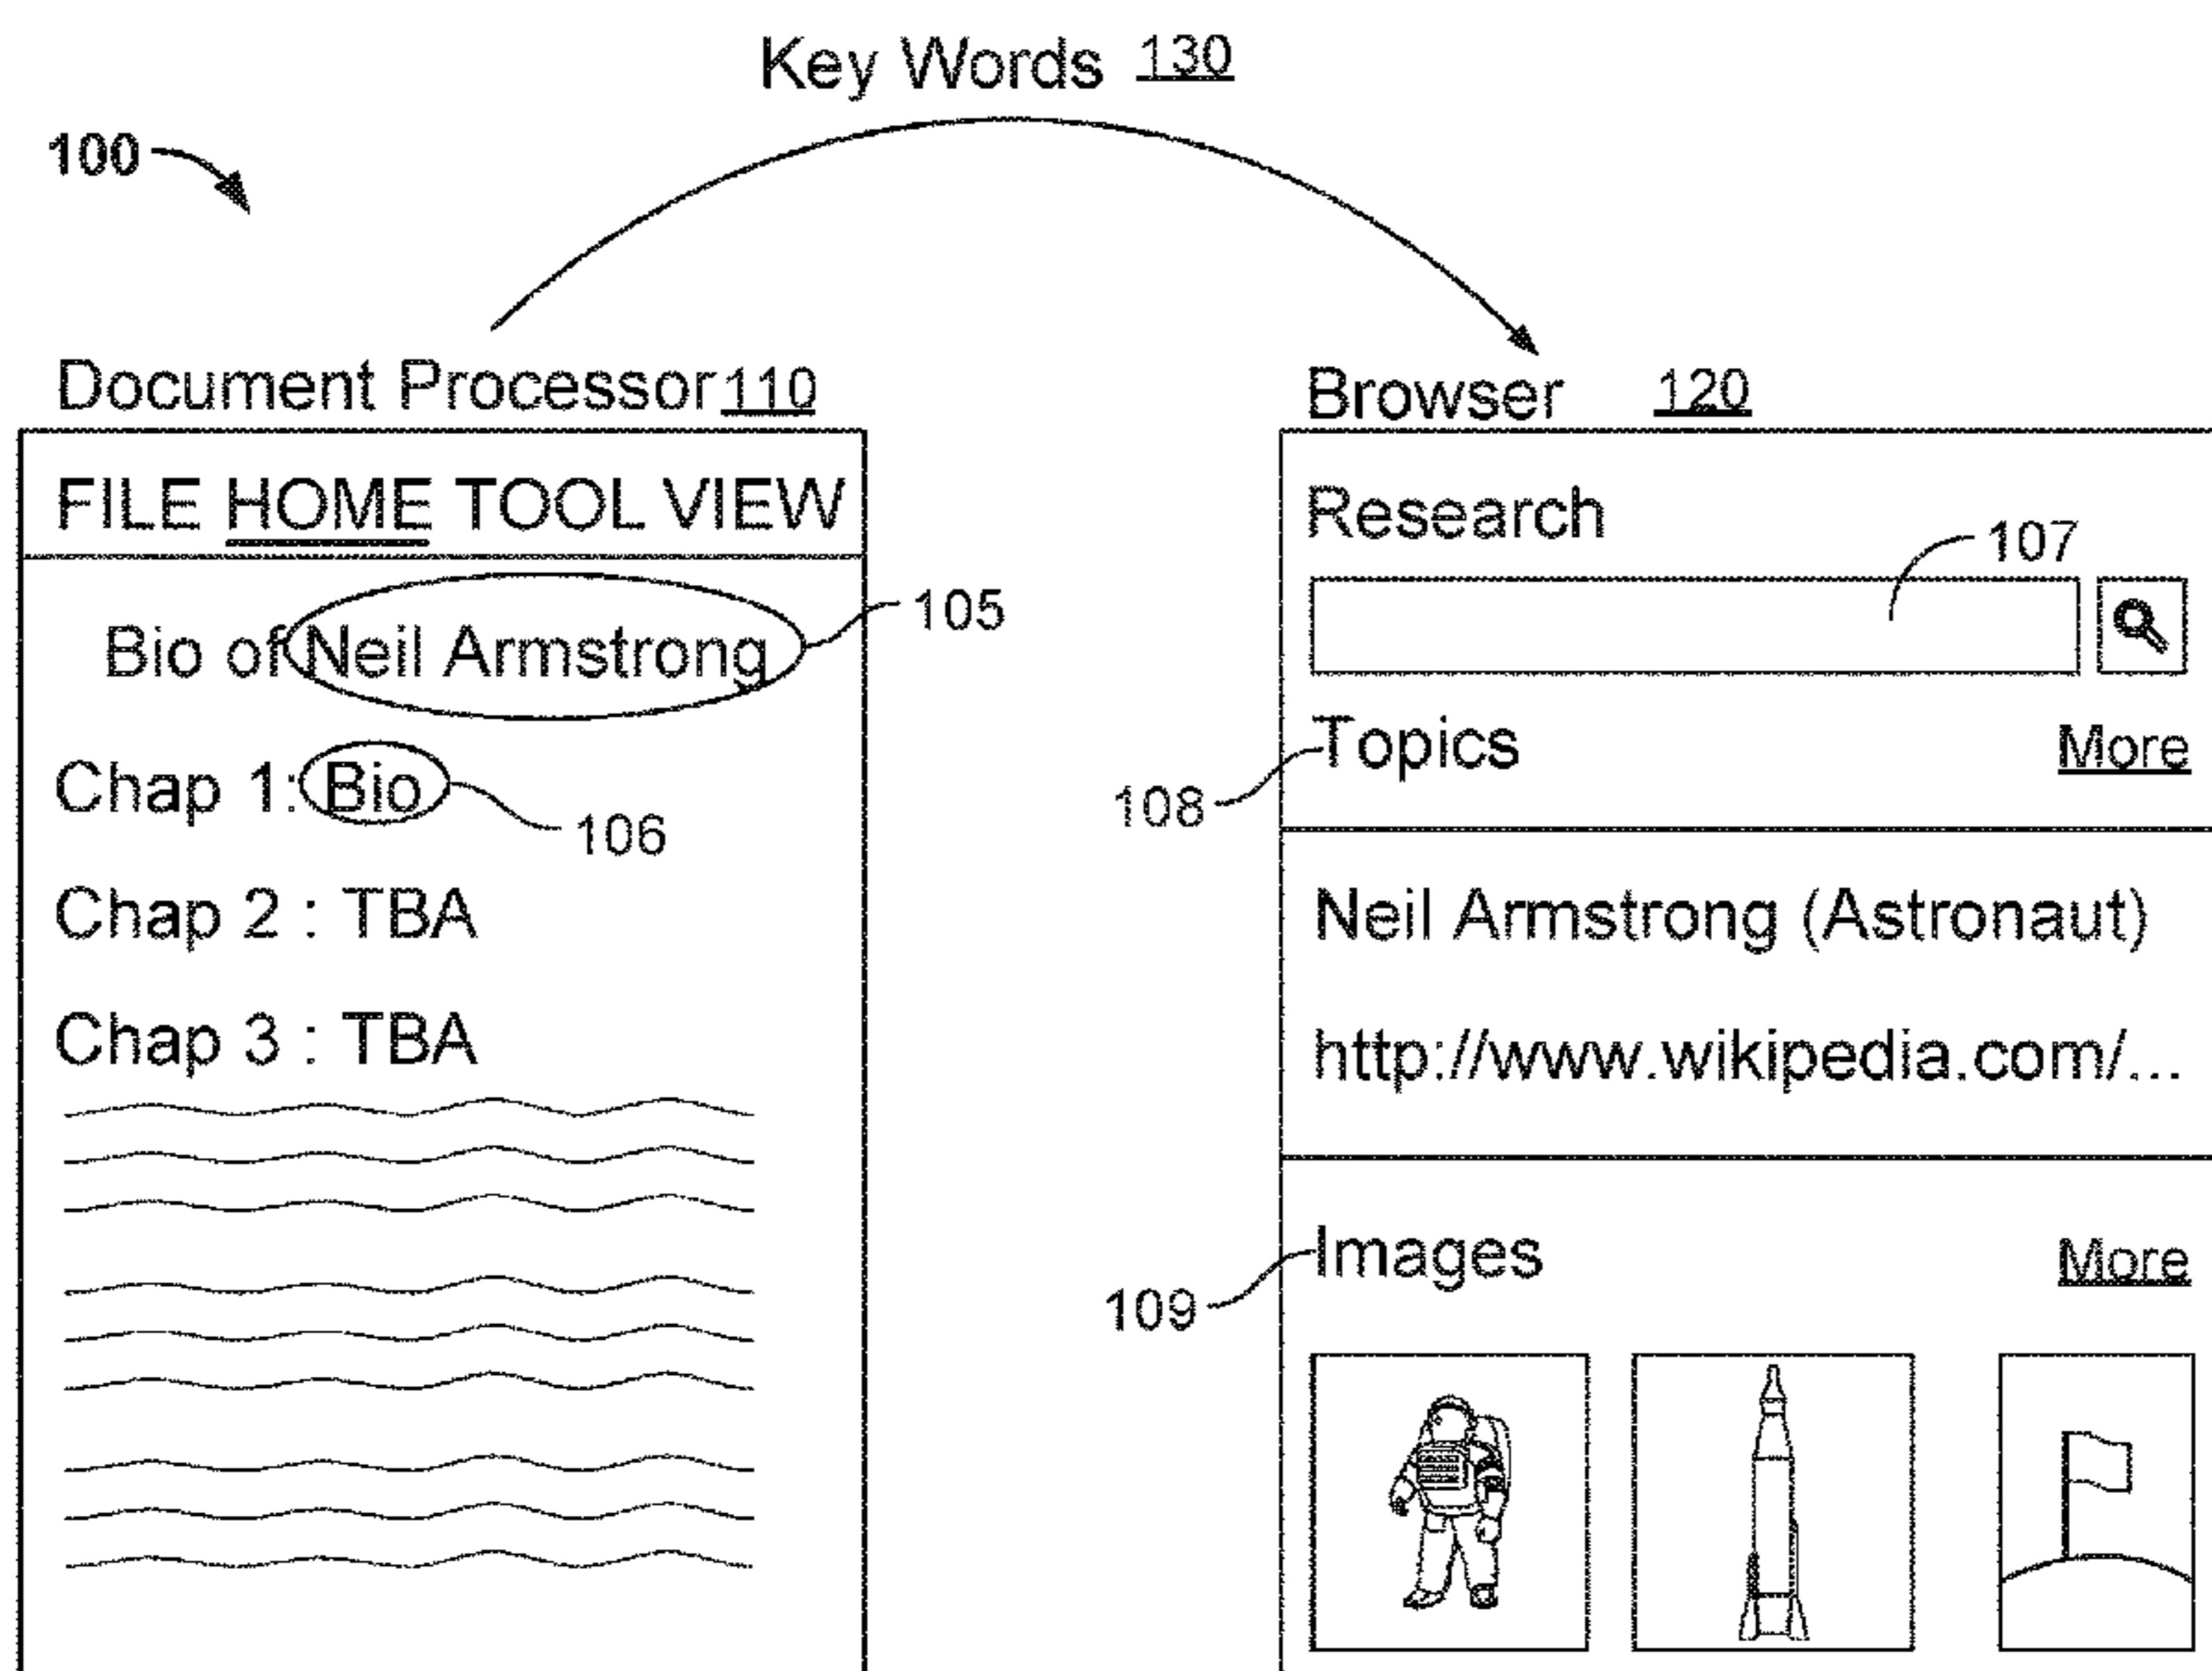 Key Words 130
100
Document Processor 110
FILE HOME TOOL VIEW
Bio of Neil Armstrong
105
Chap 1: Bio
106
Chap 2 : TBA
Chap 3 : TBA
Browser 120
Research
107
Topics More
108
Neil Armstrong (Astronaut)
http://www.wikipedia.com/...
Images More
109